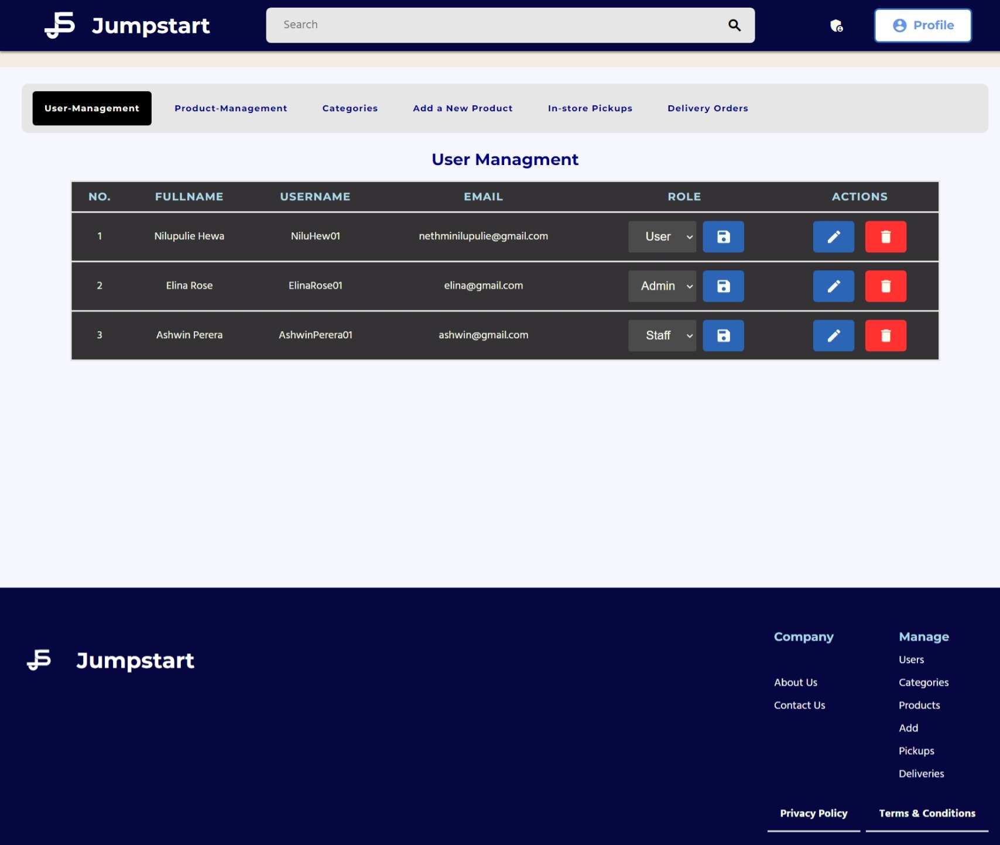 Jumpstart
Search
Profile
User-Management
Product-Management
Categories
Add a New Product
In-store Pickups
Delivery Orders
User Managment
NO. FULLNAME USERNAME EMAIL ROLE ACTIONS
1 Nilupulie Hewa NiluHew01 nethminilupulie@gmail.com User
2 Elina Rose ElinaRose01 elina@gmail.com Admin
3 Ashwin Perera AshwinPerera01 ashwin@gmail.com Staff
Jumpstart
Company
About Us
Contact Us
Manage
Users
Categories
Products
Add
Pickups
Deliveries
Privacy Policy
Terms & Conditions